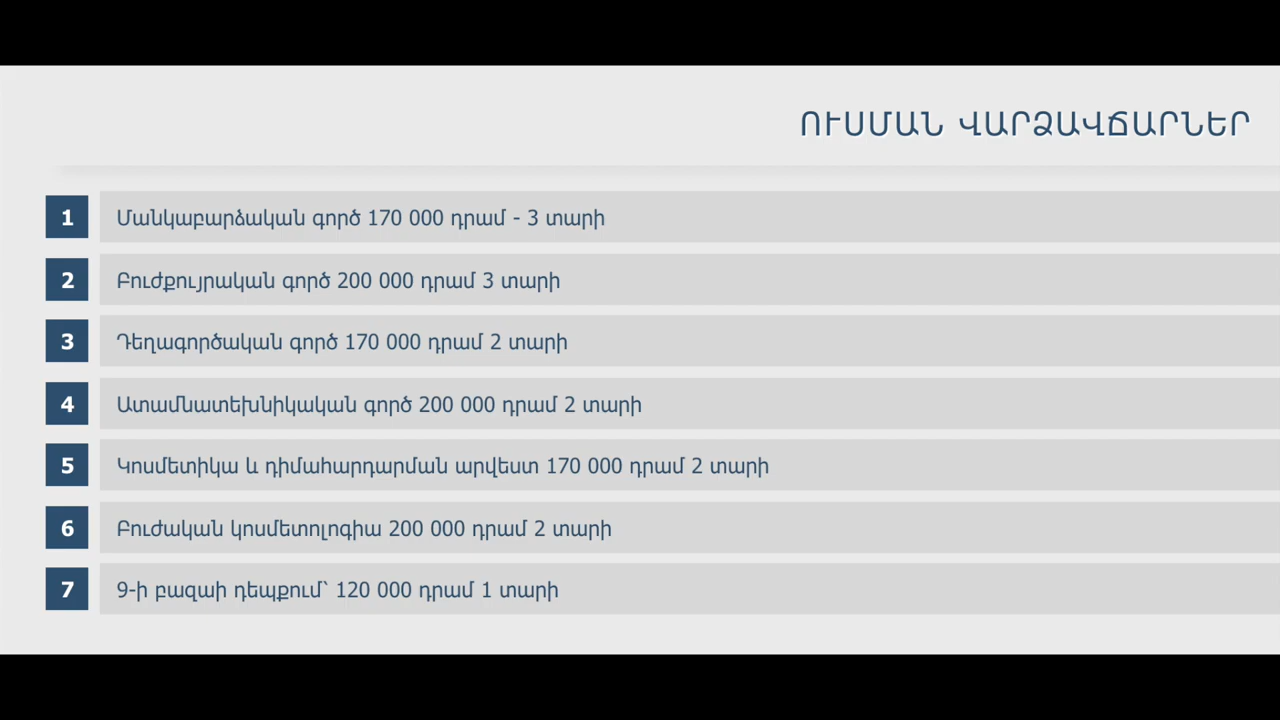 ՈՒՍՄԱՆ ՎԱՐՁԱՎՃԱՐՆԵՐ
1 Մանկաբարձական գործ 170 000 դրամ - 3 տարի
2 Բուժքույրական գործ 200 000 դրամ 3 տարի
3 Դեղագործական գործ 170 000 դրամ 2 տարի
4 Ատամնատեխնիկական գործ 200 000 դրամ 2 տարի
5 Կոսմետիկա և դիմահարդարման արվեստ 170 000 դրամ 2 տարի
6 Բուժական կոսմետոլոգիա 200 000 դրամ 2 տարի
7 9-ի բազաի դեպքում՝ 120 000 դրամ 1 տարի